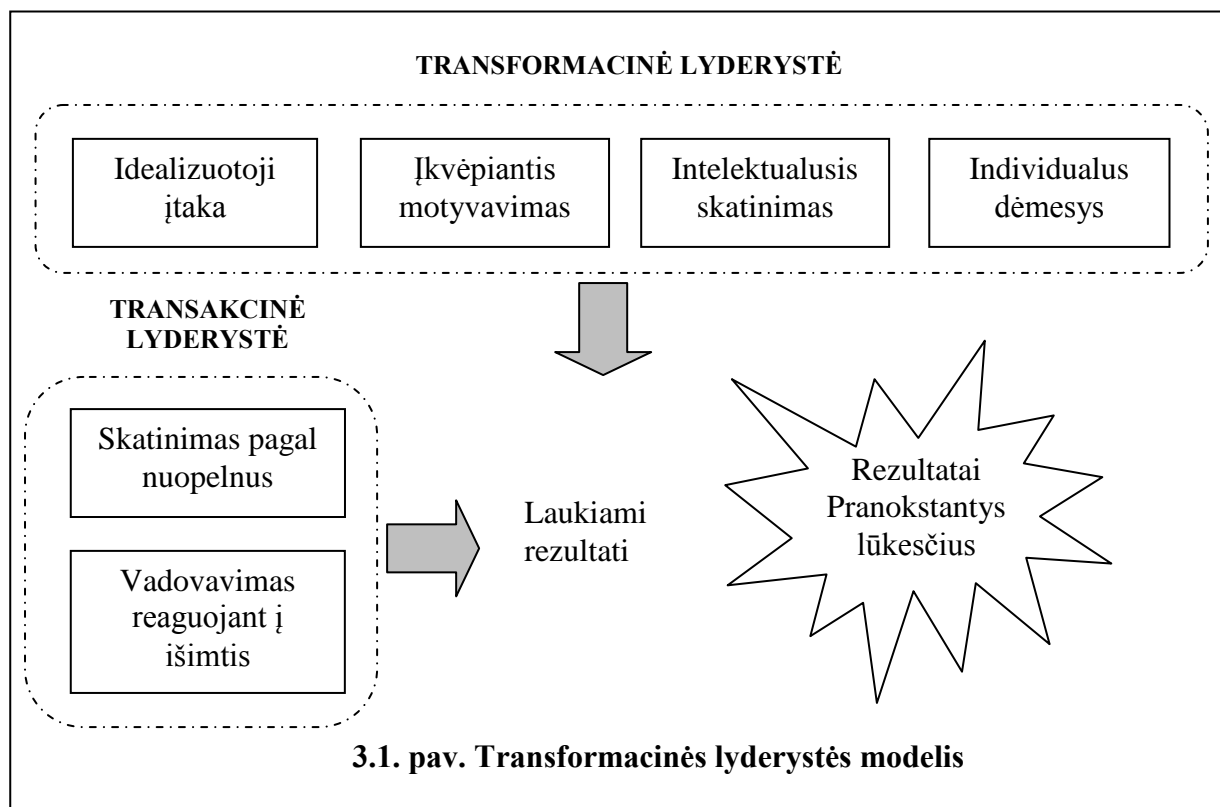 TRANSFORMACINĖ LYDERYSTĖ
Idealizuotoji
įtaka
Įkvėpiantis
motyvavimas
Intelektualusis
skatinimas
Individualus
dėmesys
TRANSAKCINĖ
LYDERYSTĖ
Skatinimas pagal
nuopelnus
Vadovavimas
reaguojant į
išimtis
Laukiami
rezultati
Rezultatai
Pranokstantys
lūkesčius
3.1. pav. Transformacinės lyderystės modelis